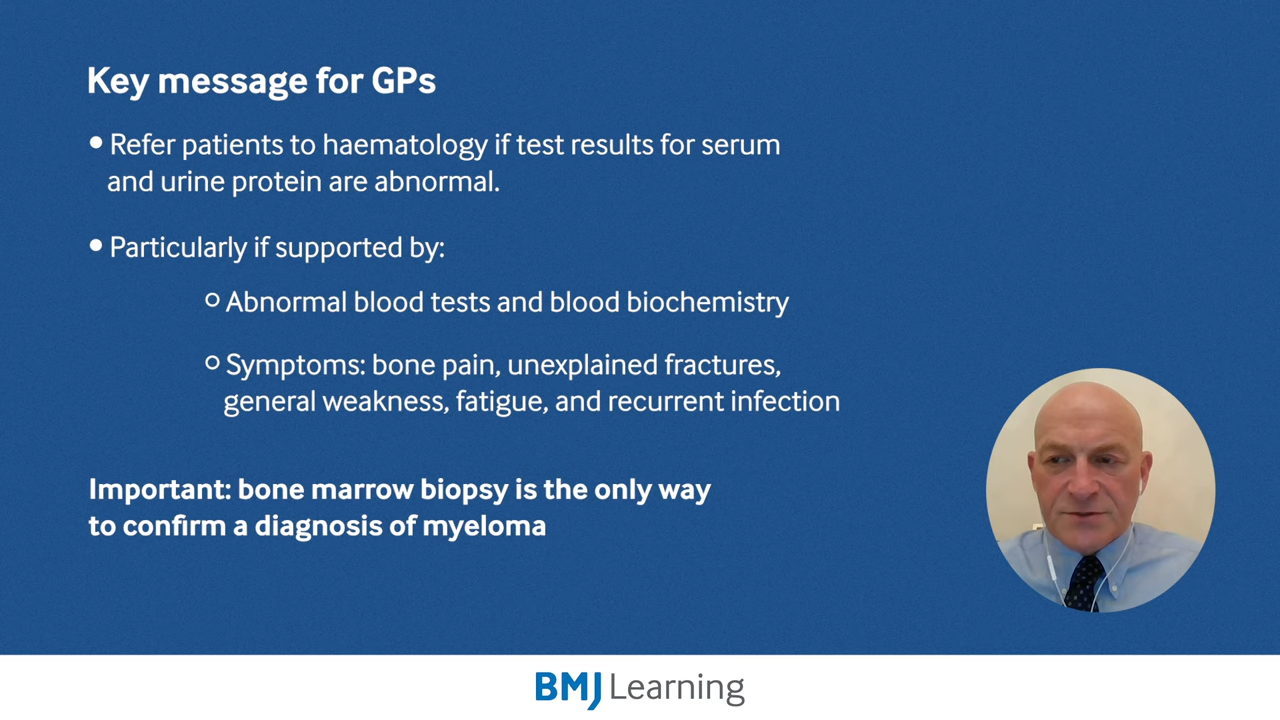 Key message for GPs
• Refer patients to haematology if test results for serum
and urine protein are abnormal.
• Particularly if supported by:
○ Abnormal blood tests and blood biochemistry
○ Symptoms: bone pain, unexplained fractures,
general weakness, fatigue, and recurrent infection
Important: bone marrow biopsy is the only way
to confirm a diagnosis of myeloma
BMJ Learning